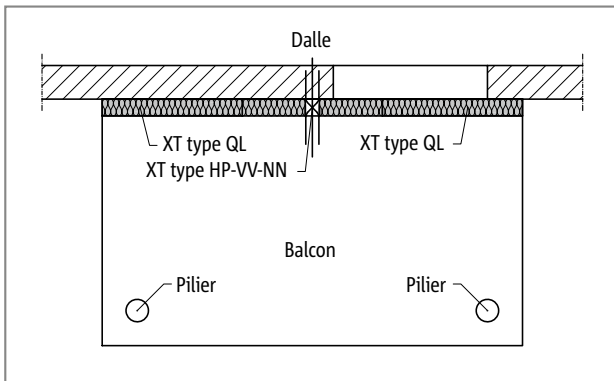 Dalle
XT type QL
XT type QL
XT type HP-VV-NN
Balcon
Pilier
Pilier